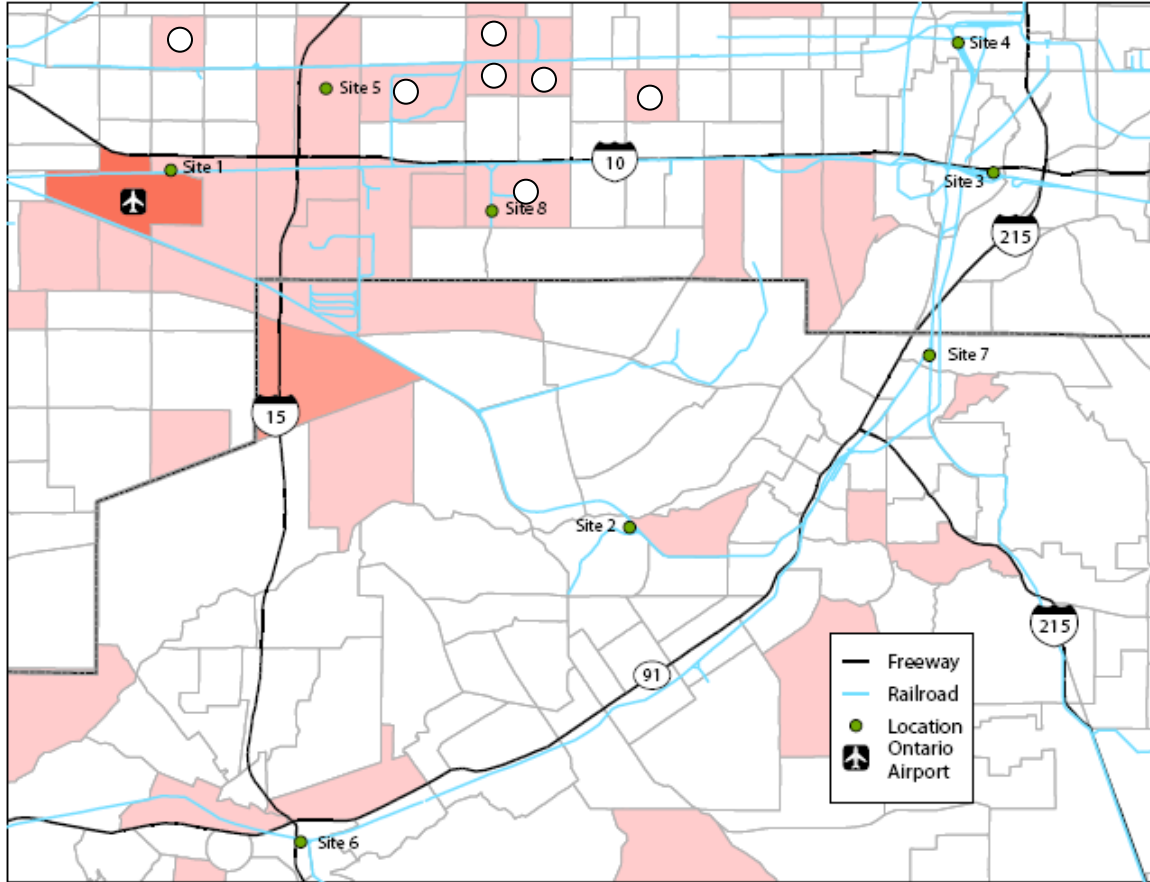 Site 4
Site 5
10
Site 1
Site 3
Site 8
215
Site 7
15
Site 2
215
Freeway
91
Railroad
Location
Ontario
Airport
Site 6